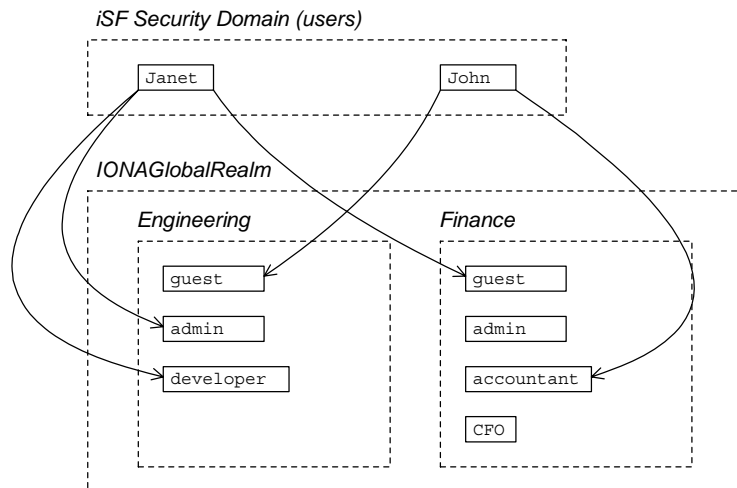 iSF Security Domain (users)
Janet
John
IONAGlobalRealm
Engineering
Finance
guest
guest
admin
admin
developer
accountant
CFO